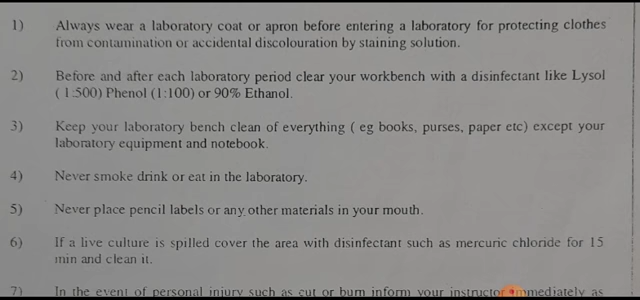 1) Always wear a laboratory coat or apron before entering a laboratory for protecting clothes
from contamination or accidental discolouration by staining solution.
2) Before and after each laboratory period clear your workbench with a disinfectant like Lysol
( 1:500) Phenol (1:100) or 90% Ethanol.
3) Keep your laboratory bench clean of everything ( eg books, purses, paper etc) except your
laboratory equipment and notebook.
4) Never smoke drink or eat in the laboratory.
5) Never place pencil labels or any other materials in your mouth.
6) If a live culture is spilled cover the area with disinfectant such as mercuric chloride for 15
min and clean it.
7) In the event of personal injury such as cut or burn inform your instructor immediately as